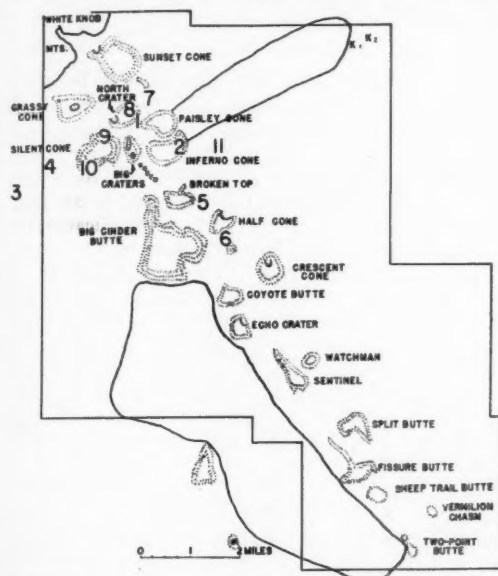 WHITE KNOB
MTS.
SUNSET CONE
K₁ K₂
NORTH
CRATER
7
8
GRASSY
CONE
1
PAISLEY CONE
9
2
11
SILENT CONE
4
10
INFERNO CONE
3
BIG
CRATERS
BROKEN TOP
5
HALF CONE
6
BIG CINDER
BUTTE
CRESCENT
CONE
COYOTE BUTTE
ECHO CRATER
WATCHMAN
SENTINEL
SPLIT BUTTE
FISSURE BUTTE
SHEEP TRAIL BUTTE
VERMILION
CHASM
TWO-POINT
BUTTE
0 1 2 MILES